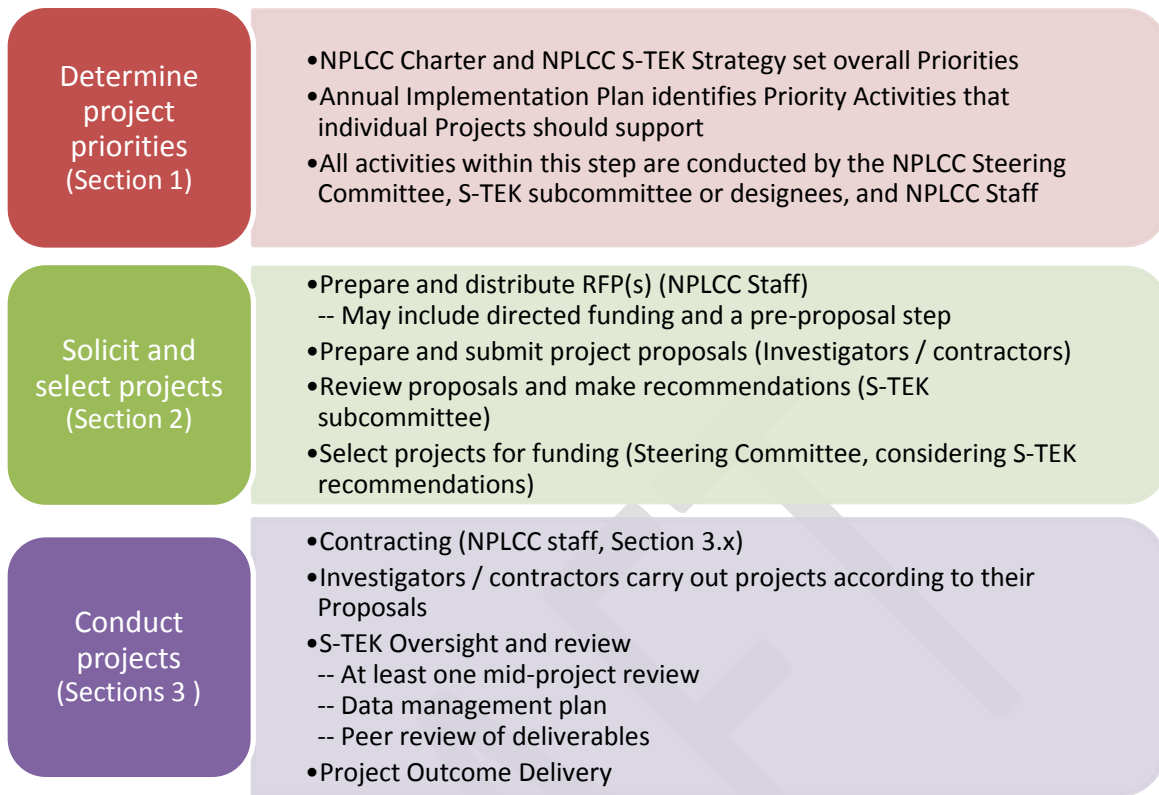 Determine
project
priorities
(Section 1)
•NPLCC Charter and NPLCC S-TEK Strategy set overall Priorities
•Annual Implementation Plan identifies Priority Activities that
individual Projects should support
•All activities within this step are conducted by the NPLCC Steering
Committee, S-TEK subcommittee or designees, and NPLCC Staff
Solicit and
select projects
(Section 2)
•Prepare and distribute RFP(s) (NPLCC Staff)
-- May include directed funding and a pre-proposal step
•Prepare and submit project proposals (Investigators / contractors)
•Review proposals and make recommendations (S-TEK
subcommittee)
•Select projects for funding (Steering Committee, considering S-TEK
recommendations)
Conduct
projects
(Sections 3 )
•Contracting (NPLCC staff, Section 3.x)
•Investigators / contractors carry out projects according to their
Proposals
•S-TEK Oversight and review
-- At least one mid-project review
-- Data management plan
-- Peer review of deliverables
•Project Outcome Delivery